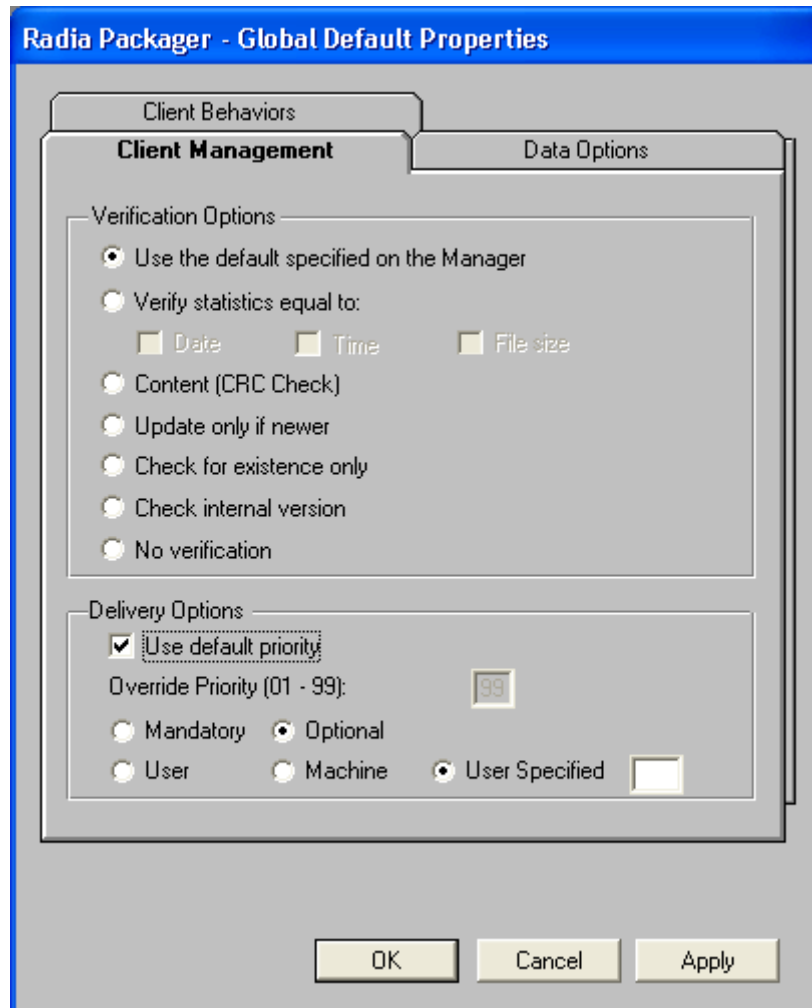 Radia Packager - Global Default Properties
Client Behaviors
Client Management Data Options
Verification Options
Use the default specified on the Manager
Verify statistics equal to:
Date Time File size
Content (CRC Check)
Update only if newer
Check for existence only
Check internal version
No verification
Delivery Options
Use default priority
Override Priority (01 - 99): 99
Mandatory Optional
User Machine User Specified
OK Cancel Apply